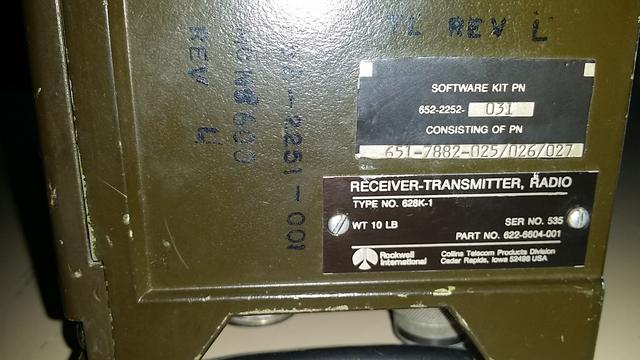 7L REV L
REV U
-2251-001
SOFTWARE KIT PN
652-2252- 031
CONSISTING OF PN
651-7882-025/026/027
RECEIVER-TRANSMITTER, RADIO
TYPE NO. 628K-1
WT 10 LB
SER NO. 535
PART NO. 622-6604-001
Rockwell
International
Collins Telecom Products Division
Cedar Rapids, Iowa 52498 USA